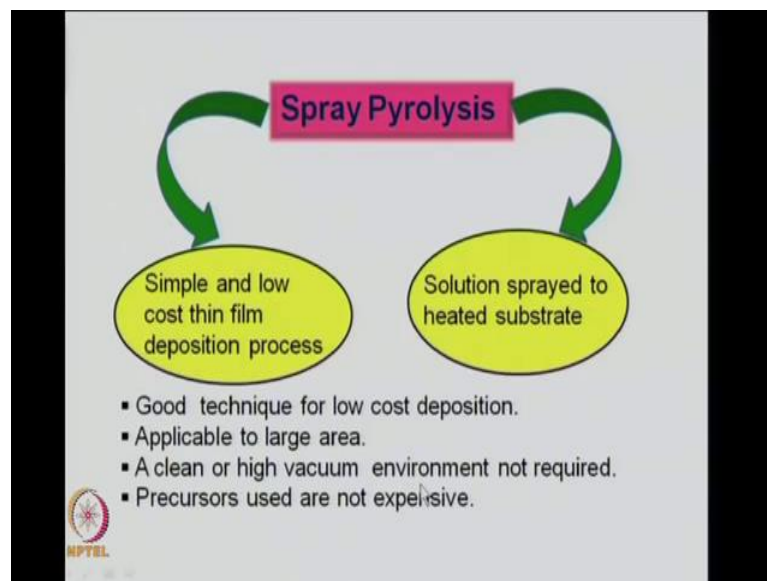 Spray Pyrolysis
Simple and low
cost thin film
deposition process
Solution sprayed to
heated substrate
▪ Good technique for low cost deposition.
▪ Applicable to large area.
▪ A clean or high vacuum environment not required.
▪ Precursors used are not expensive.
NPTEL